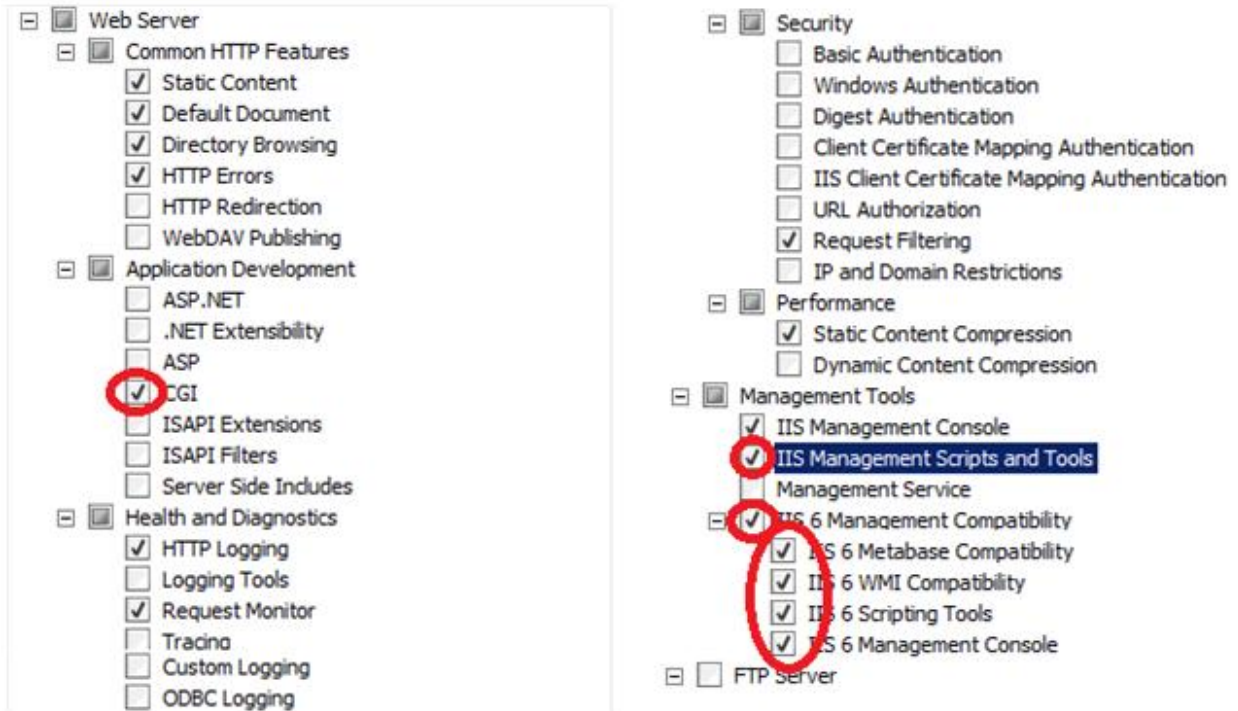 Web Server
Common HTTP Features
Static Content
Default Document
Directory Browsing
HTTP Errors
HTTP Redirection
WebDAV Publishing
Application Development
ASP.NET
.NET Extensibility
ASP
CGI
ISAPI Extensions
ISAPI Filters
Server Side Includes
Health and Diagnostics
HTTP Logging
Logging Tools
Request Monitor
Tracing
Custom Logging
ODBC Logging
Security
Basic Authentication
Windows Authentication
Digest Authentication
Client Certificate Mapping Authentication
IIS Client Certificate Mapping Authentication
URL Authorization
Request Filtering
IP and Domain Restrictions
Performance
Static Content Compression
Dynamic Content Compression
Management Tools
IIS Management Console
IIS Management Scripts and Tools
Management Service
IIS 6 Management Compatibility
IIS 6 Metabase Compatibility
IIS 6 WMI Compatibility
IIS 6 Scripting Tools
IIS 6 Management Console
FTP Server